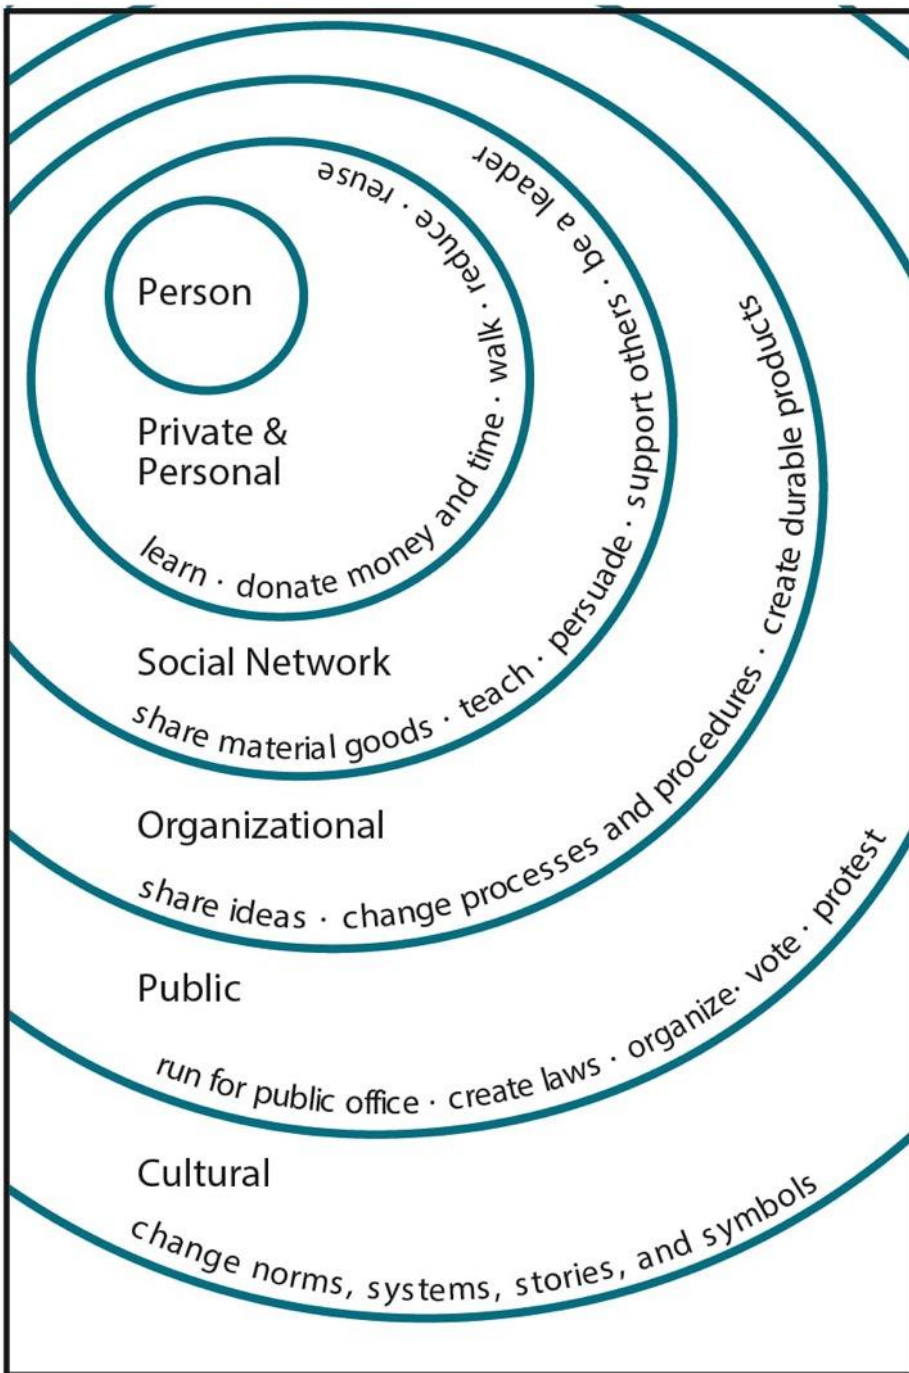 Person
Private &
Personal
learn · donate money and time · walk · reduce · reuse
Social Network
share material goods · teach · persuade · support others · be a leader
Organizational
share ideas · change processes and procedures · create durable products
Public
run for public office · create laws · organize· vote · protest
Cultural
change norms, systems, stories, and symbols